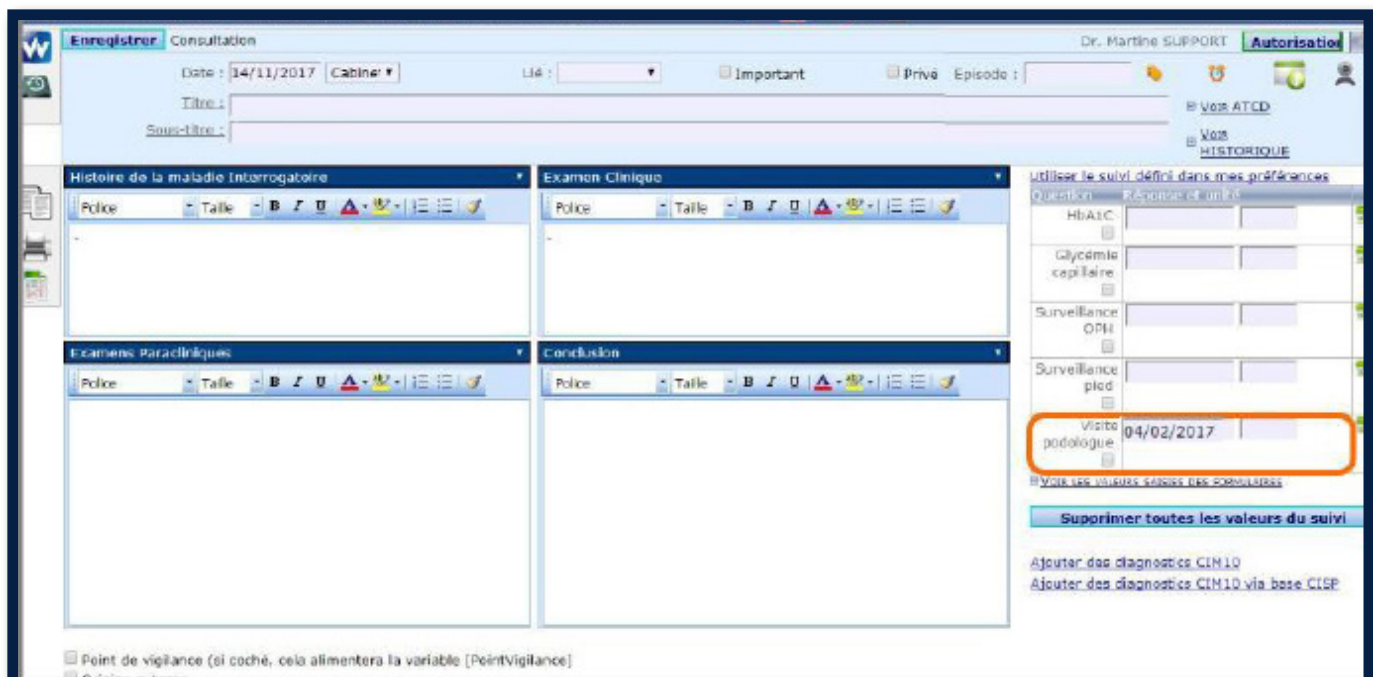 Enregistrer Consultation Dr. Martine SUPPORT Autorisation
Date : 14/11/2017 Cabinet Lié : Important Privé Episode :
Titre :
Voir ATCD
Sous-titre :
Voir
HISTORIQUE
Histoire de la maladie Interrogatoire
Police Taille B I U A
-
Examen Clinique
Police Taille B I U A
-
Examens Paracliniques
Police Taille B I U A
Conclusion
Police Taille B I U A
Utiliser le suivi défini dans mes préférences
Question Réponse et unité
HbA1C
Glycémie
capillaire
Surveillance
OPH
Surveillance
pied
Visite
podologue
04/02/2017
VOIR LES VALEURS SAISIES DES FORMULAIRES
Supprimer toutes les valeurs du suivi
Ajouter des diagnostics CIM10
Ajouter des diagnostics CIM10 via base CISP
Point de vigilance (si coché, cela alimentera la variable [PointVigilance]